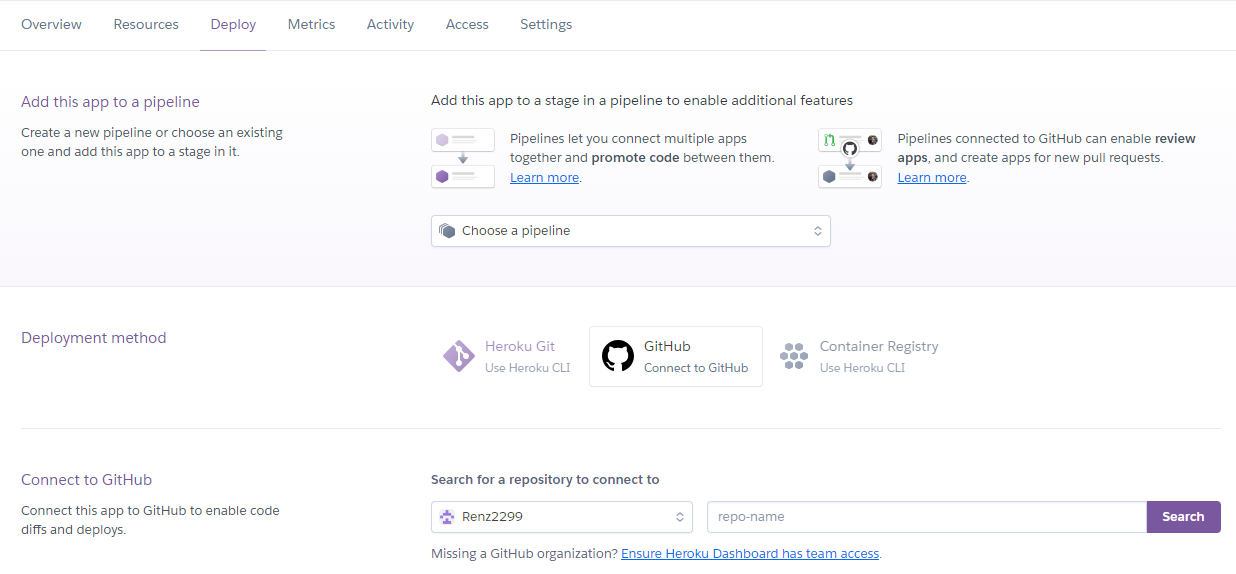 Overview Resources Deploy Metrics Activity Access Settings
Add this app to a pipeline
Create a new pipeline or choose an existing
one and add this app to a stage in it.
Add this app to a stage in a pipeline to enable additional features
Pipelines let you connect multiple apps
together and promote code between them.
Learn more.
Pipelines connected to GitHub can enable review
apps, and create apps for new pull requests.
Learn more.
Choose a pipeline
Deployment method
Heroku Git
Use Heroku CLI
GitHub
Connect to GitHub
Container Registry
Use Heroku CLI
Connect to GitHub
Connect this app to GitHub to enable code
diffs and deploys.
Search for a repository to connect to
Renz2299
repo-name
Search
Missing a GitHub organization? Ensure Heroku Dashboard has team access.